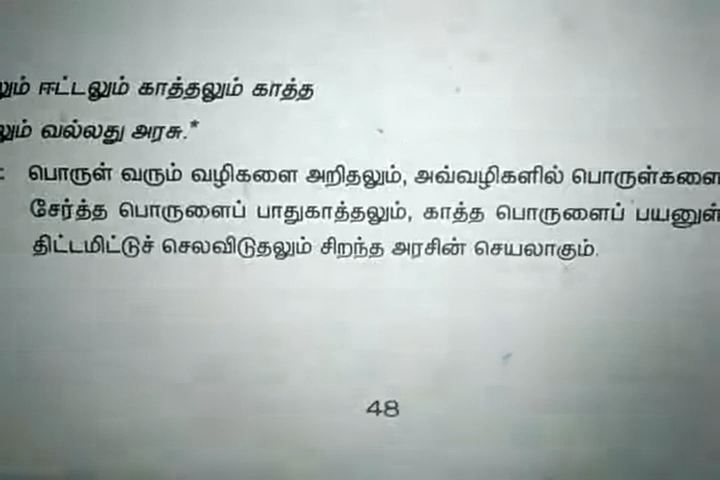 லும் ஈட்டலும் காத்தலும் காத்த
லும் வல்லது அரசு.*
: பொருள் வரும் வழிகளை அறிதலும், அவ்வழிகளில் பொருள்களை
சேர்த்த பொருளைப் பாதுகாத்தலும், காத்த பொருளைப் பயனுள்
திட்டமிட்டுச் செலவிடுதலும் சிறந்த அரசின் செயலாகும்.
48